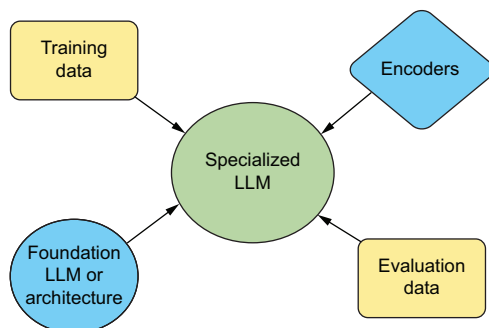 Training
data
Encoders
Specialized
LLM
Foundation
LLM or
architecture
Evaluation
data